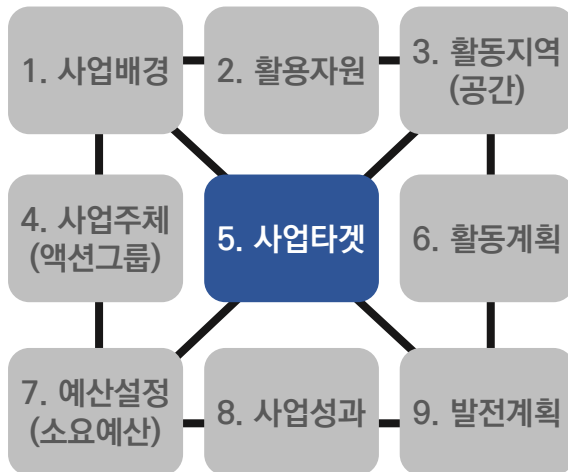 1. 사업배경
2. 활용자원
3. 활동지역
(공간)
4. 사업주체
(액션그룹)
5. 사업타겟
6. 활동계획
7. 예산설정
(소요예산)
8. 사업성과
9. 발전계획